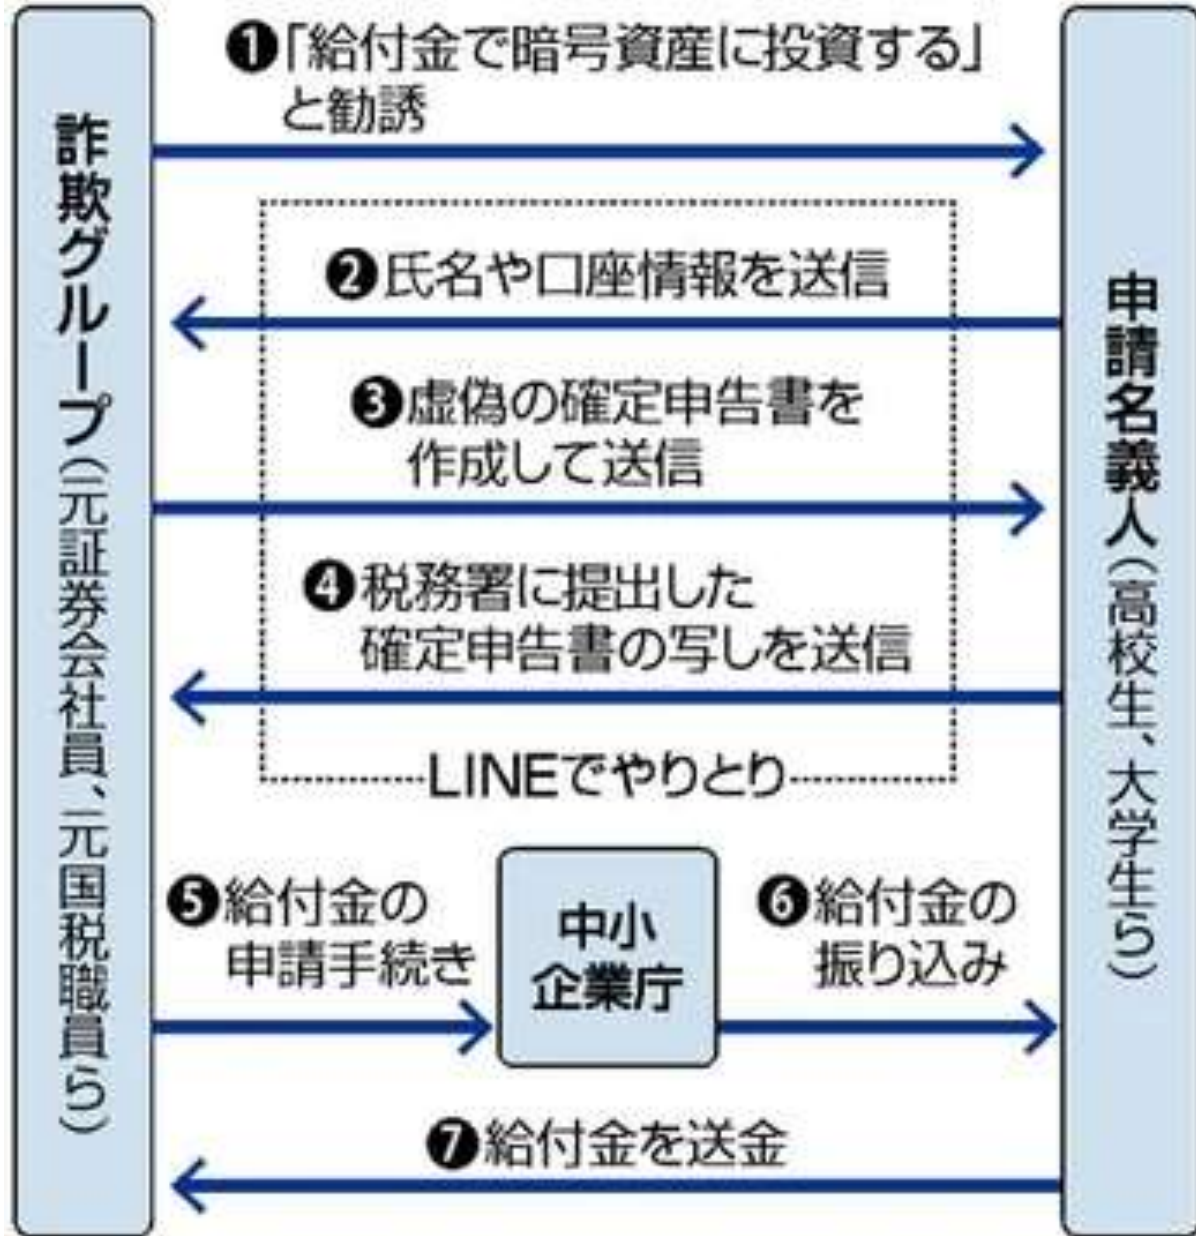 ❶「給付金で暗号資産に投資する」
と勧誘
詐欺グループ（元証券会社員、元国税職員ら）
申請名義人（高校生、大学生ら）
❷氏名や口座情報を送信
❸虚偽の確定申告書を
作成して送信
❹税務署に提出した
確定申告書の写しを送信
LINEでやりとり
❺給付金の
申請手続き
中小
企業庁
❻給付金の
振り込み
❼給付金を送金